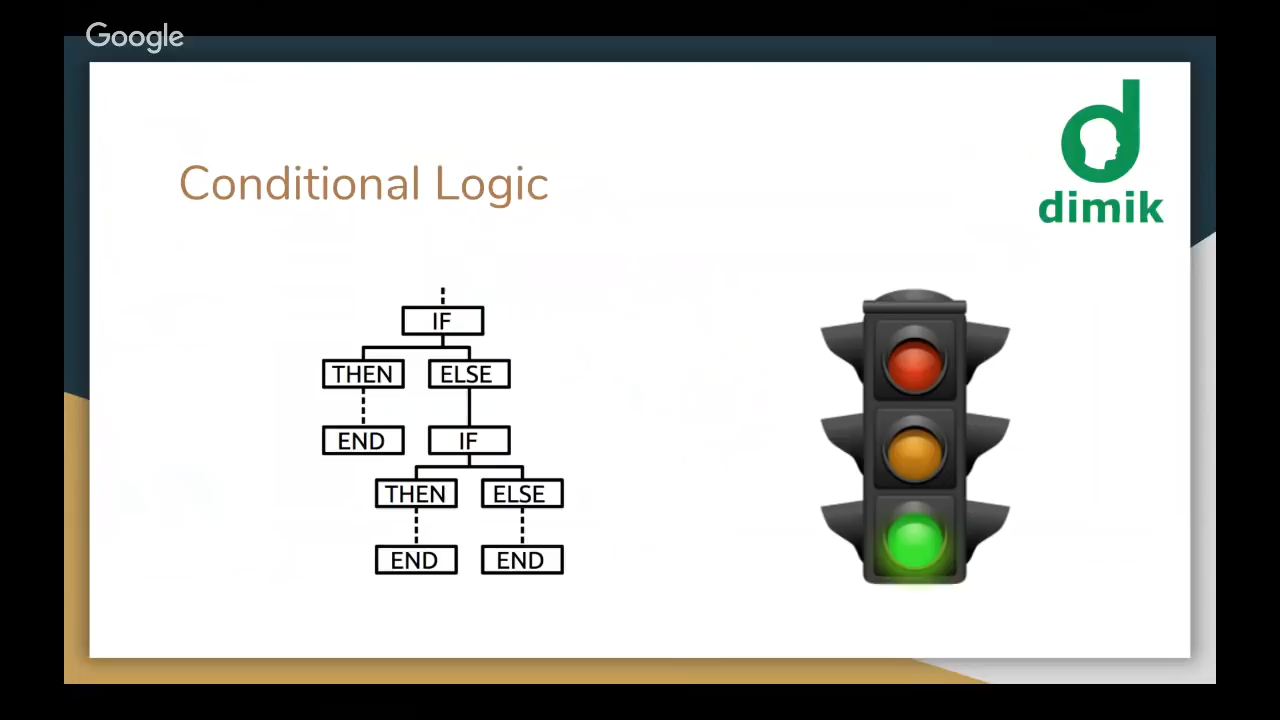 Google
dimik
Conditional Logic
IF
THEN ELSE
END IF
THEN ELSE
END END